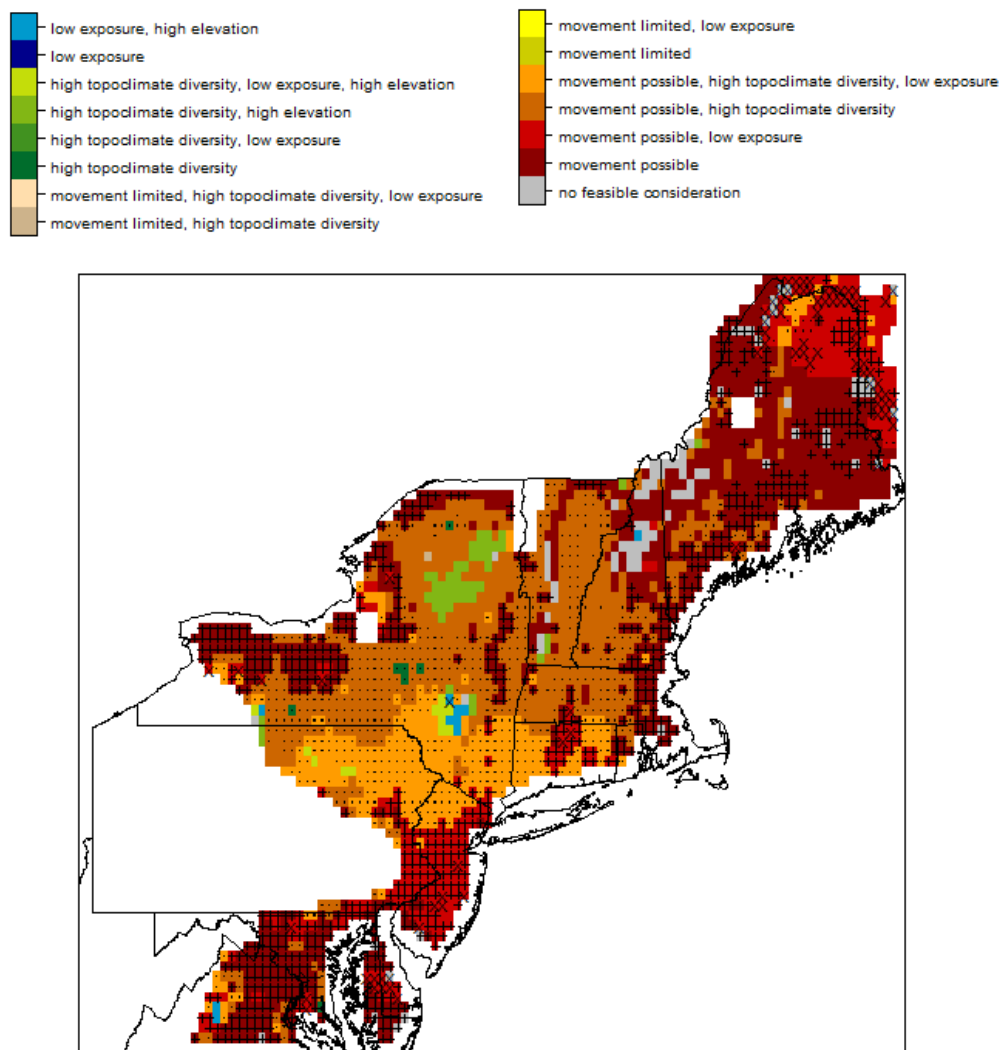 low exposure, high elevation
low exposure
high topoclimate diversity, low exposure, high elevation
high topoclimate diversity, high elevation
high topoclimate diversity, low exposure
high topoclimate diversity
movement limited, high topoclimate diversity, low exposure
movement limited, high topoclimate diversity
movement limited, low exposure
movement limited
movement possible, high topoclimate diversity, low exposure
movement possible, high topoclimate diversity
movement possible, low exposure
movement possible
no feasible consideration